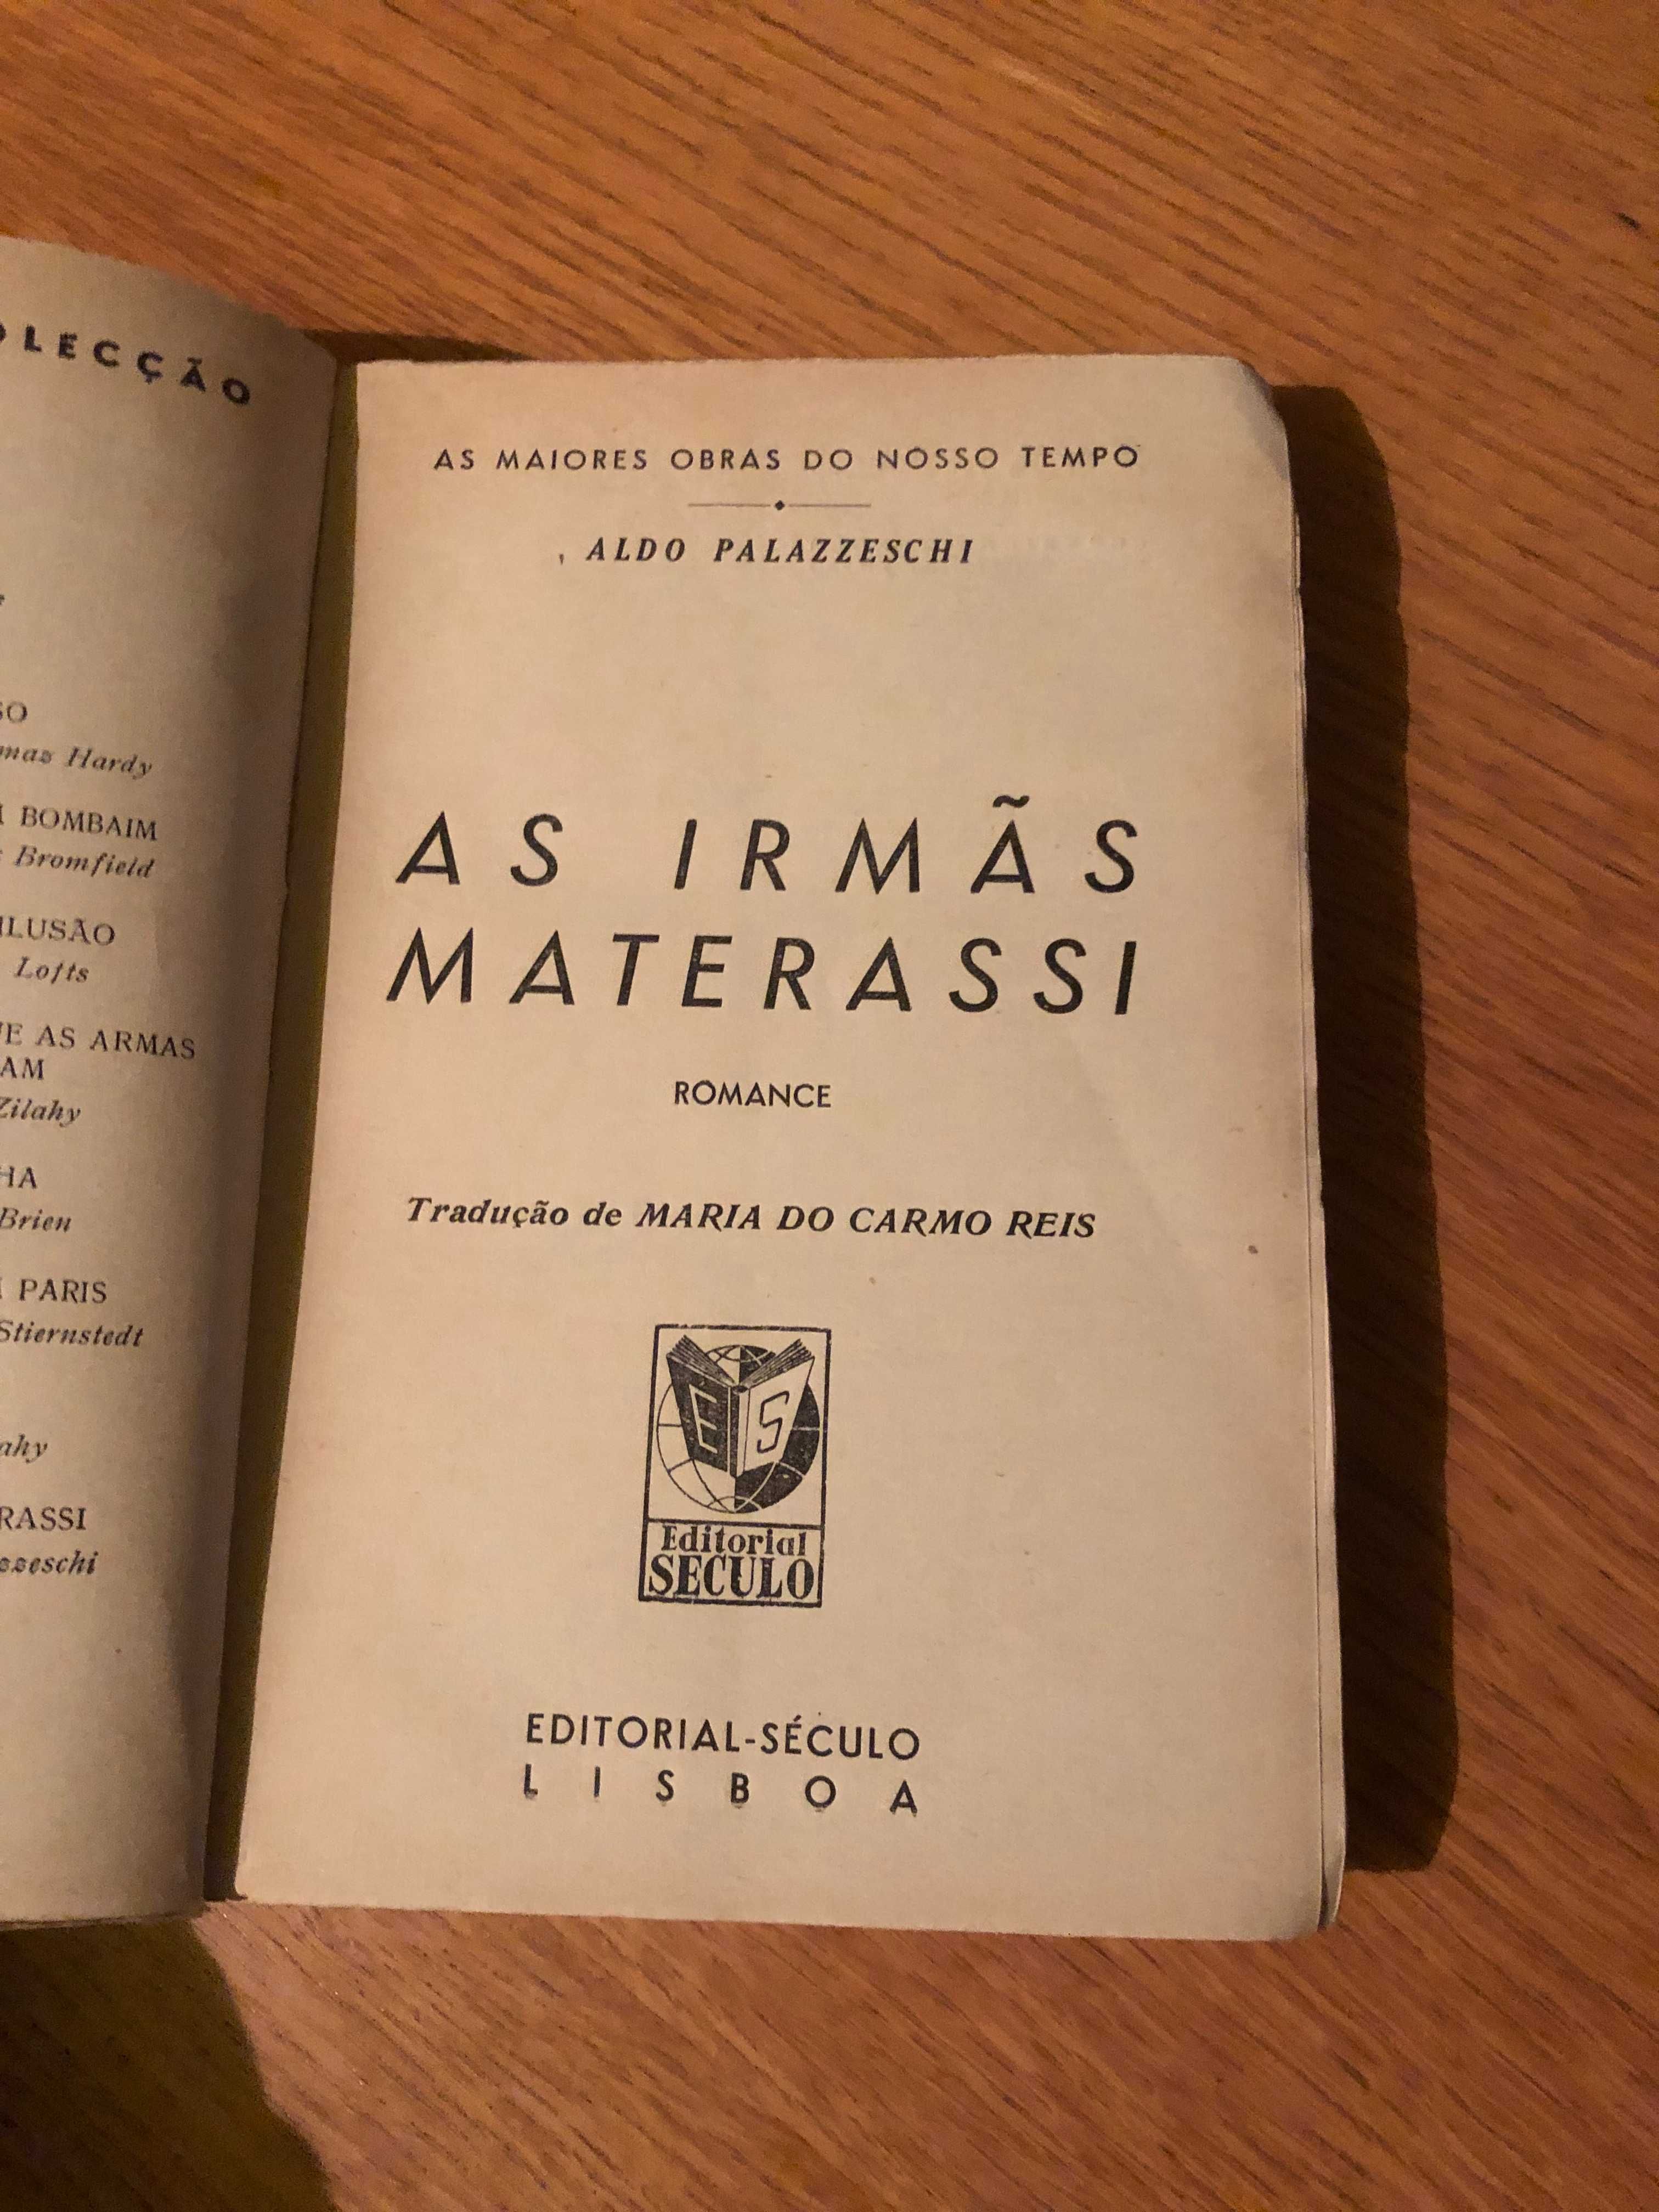 OLECÇÃO
SO
mas Hardy
BOMBAIM
Bromfield
ILUSÃO
Lofts
UE AS ARMAS
AM
Zilahy
HA
Brien
PARIS
Stiernstedt
ahy
RASSI
zzeschi
AS MAIORES OBRAS DO NOSSO TEMPO
ALDO PALAZZESCHI
AS IRMÃS
MATERASSI
ROMANCE
Tradução de MARIA DO CARMO REIS
E S
Editorial
SECULO
EDITORIAL-SÉCULO
LISBOA